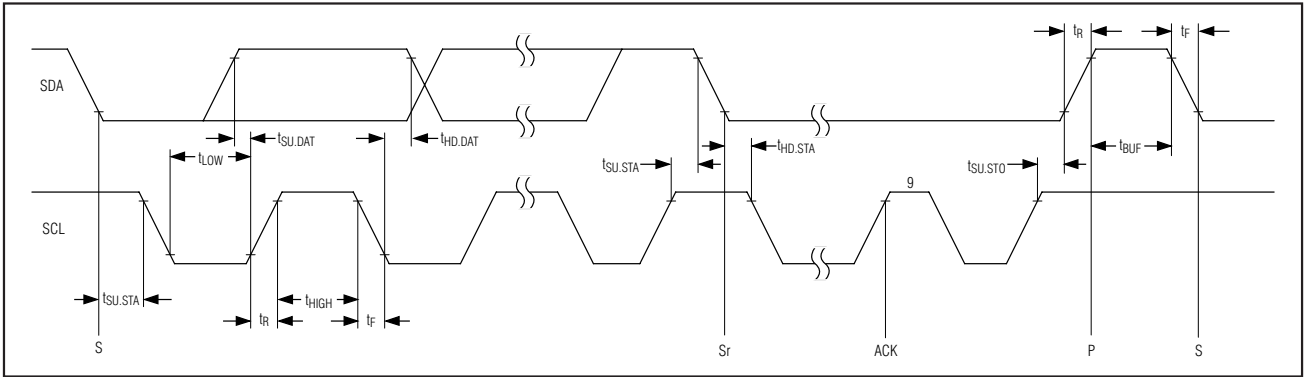 tR
tF
SDA
tSU.DAT
tHD.DAT
tLOW
tHD.STA
tBUF
tSU.STA
tSU.STO
9
SCL
tSU.STA
tHIGH
tR
tF
S
Sr
ACK
P
S